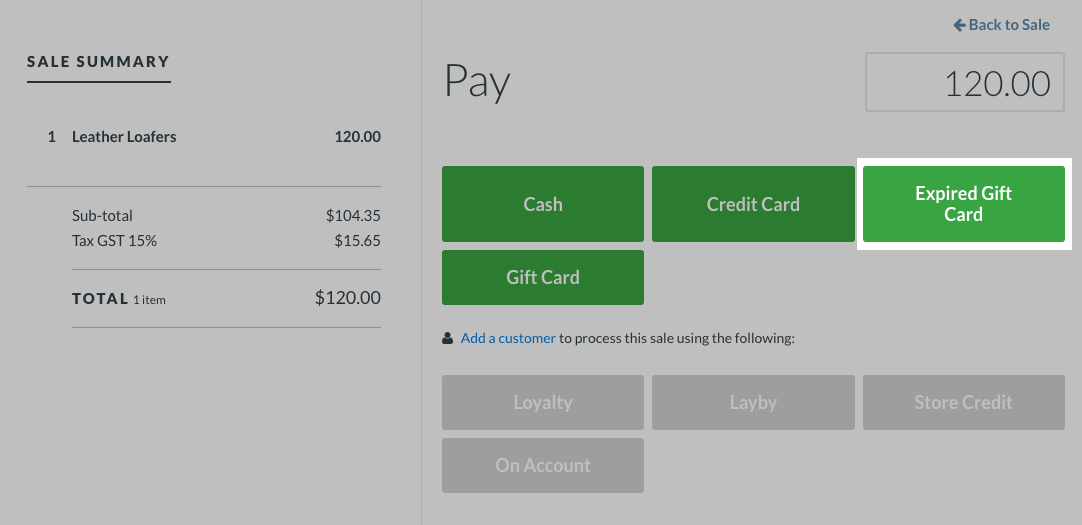 SALE SUMMARY
1 Leather Loafers 120.00
Sub-total $104.35
Tax GST 15% $15.65
TOTAL 1 item $120.00
Back to Sale
Pay 120.00
Cash
Credit Card
Expired Gift
Card
Gift Card
Add a customer to process this sale using the following:
Loyalty
Layby
Store Credit
On Account